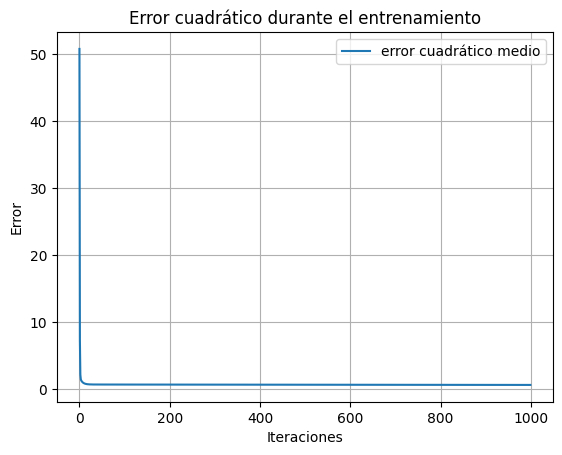 Error cuadrático durante el entrenamiento
error cuadrático medio
50
40
30
20
10
0
Error
0 200 400 600 800 1000
Iteraciones